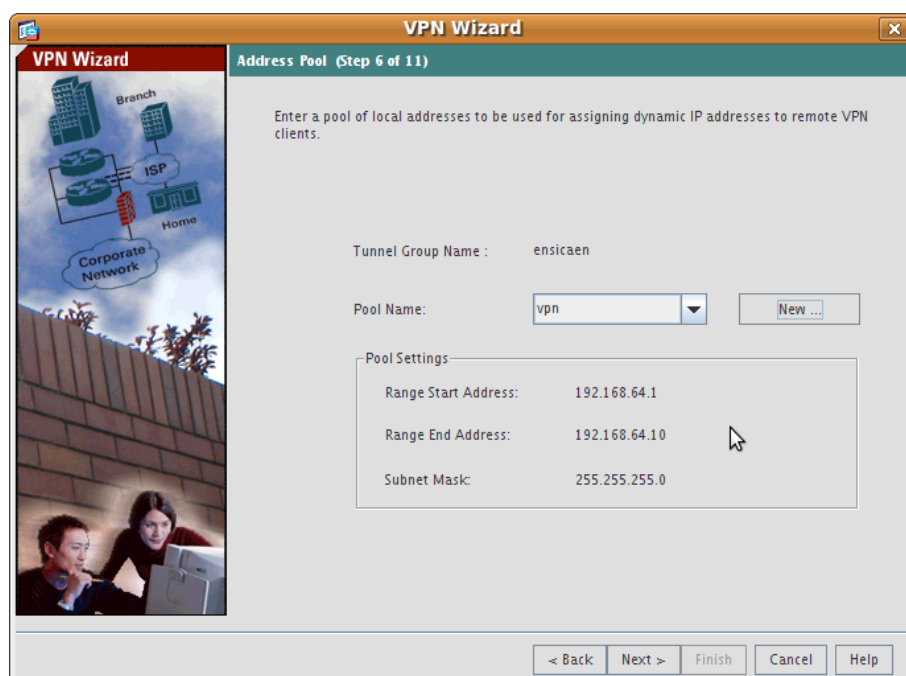 VPN Wizard
VPN Wizard
Branch
ISP
Home
Corporate
Network
Address Pool (Step 6 of 11)
Enter a pool of local addresses to be used for assigning dynamic IP addresses to remote VPN
clients.
Tunnel Group Name : ensicaen
Pool Name: vpn New ...
Pool Settings
Range Start Address: 192.168.64.1
Range End Address: 192.168.64.10
Subnet Mask: 255.255.255.0
< Back Next > Finish Cancel Help